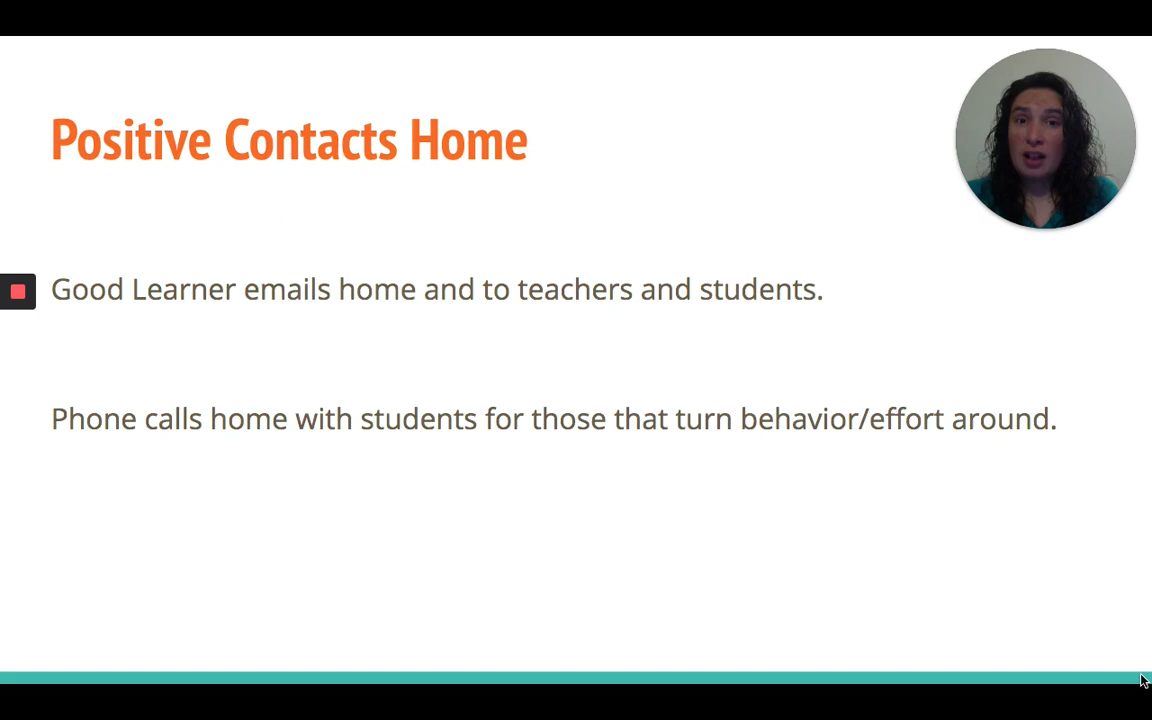 Positive Contacts Home
Good Learner emails home and to teachers and students.
Phone calls home with students for those that turn behavior/effort around.